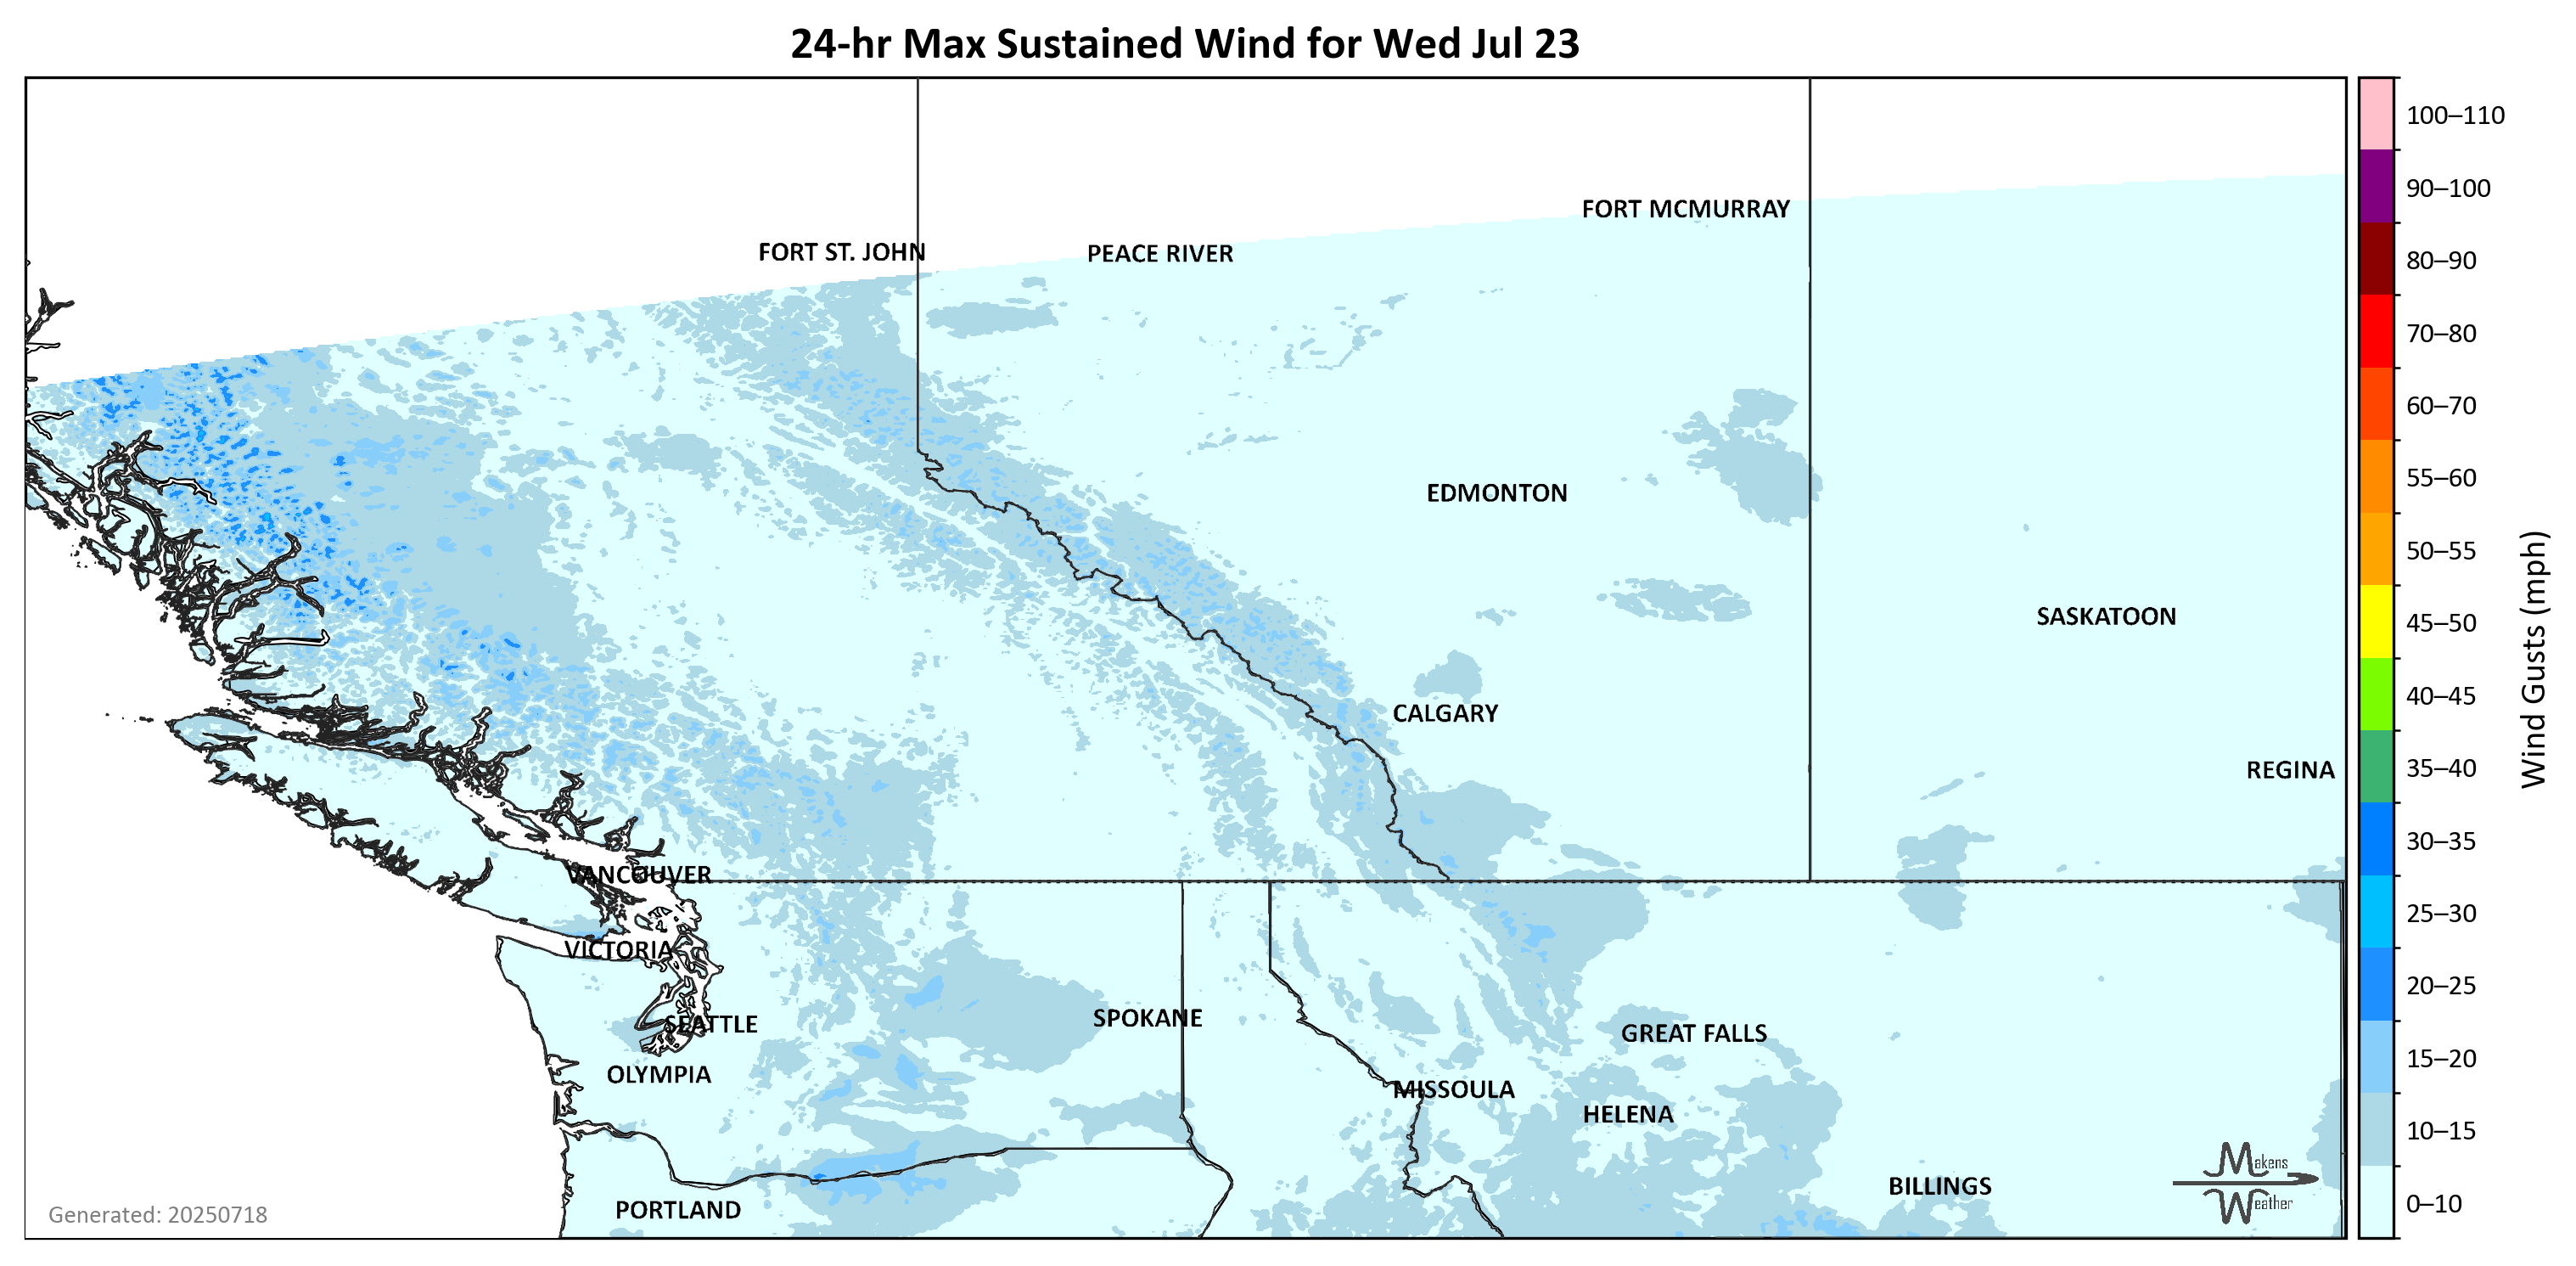 24-hr Max Sustained Wind for Wed Jul 23
FORT MCMURRAY
FORT ST. JOHN
PEACE RIVER
EDMONTON
SASKATOON
CALGARY
REGINA
VANCOUVER
VICTORIA
SEATTLE
SPOKANE
GREAT FALLS
OLYMPIA
MISSOULA
HELENA
BILLINGS
PORTLAND
Generated: 20250718
Makens
Weather
100–110
90–100
80–90
70–80
60–70
55–60
50–55
45–50
40–45
35–40
30–35
25–30
20–25
15–20
10–15
0–10
Wind Gusts (mph)